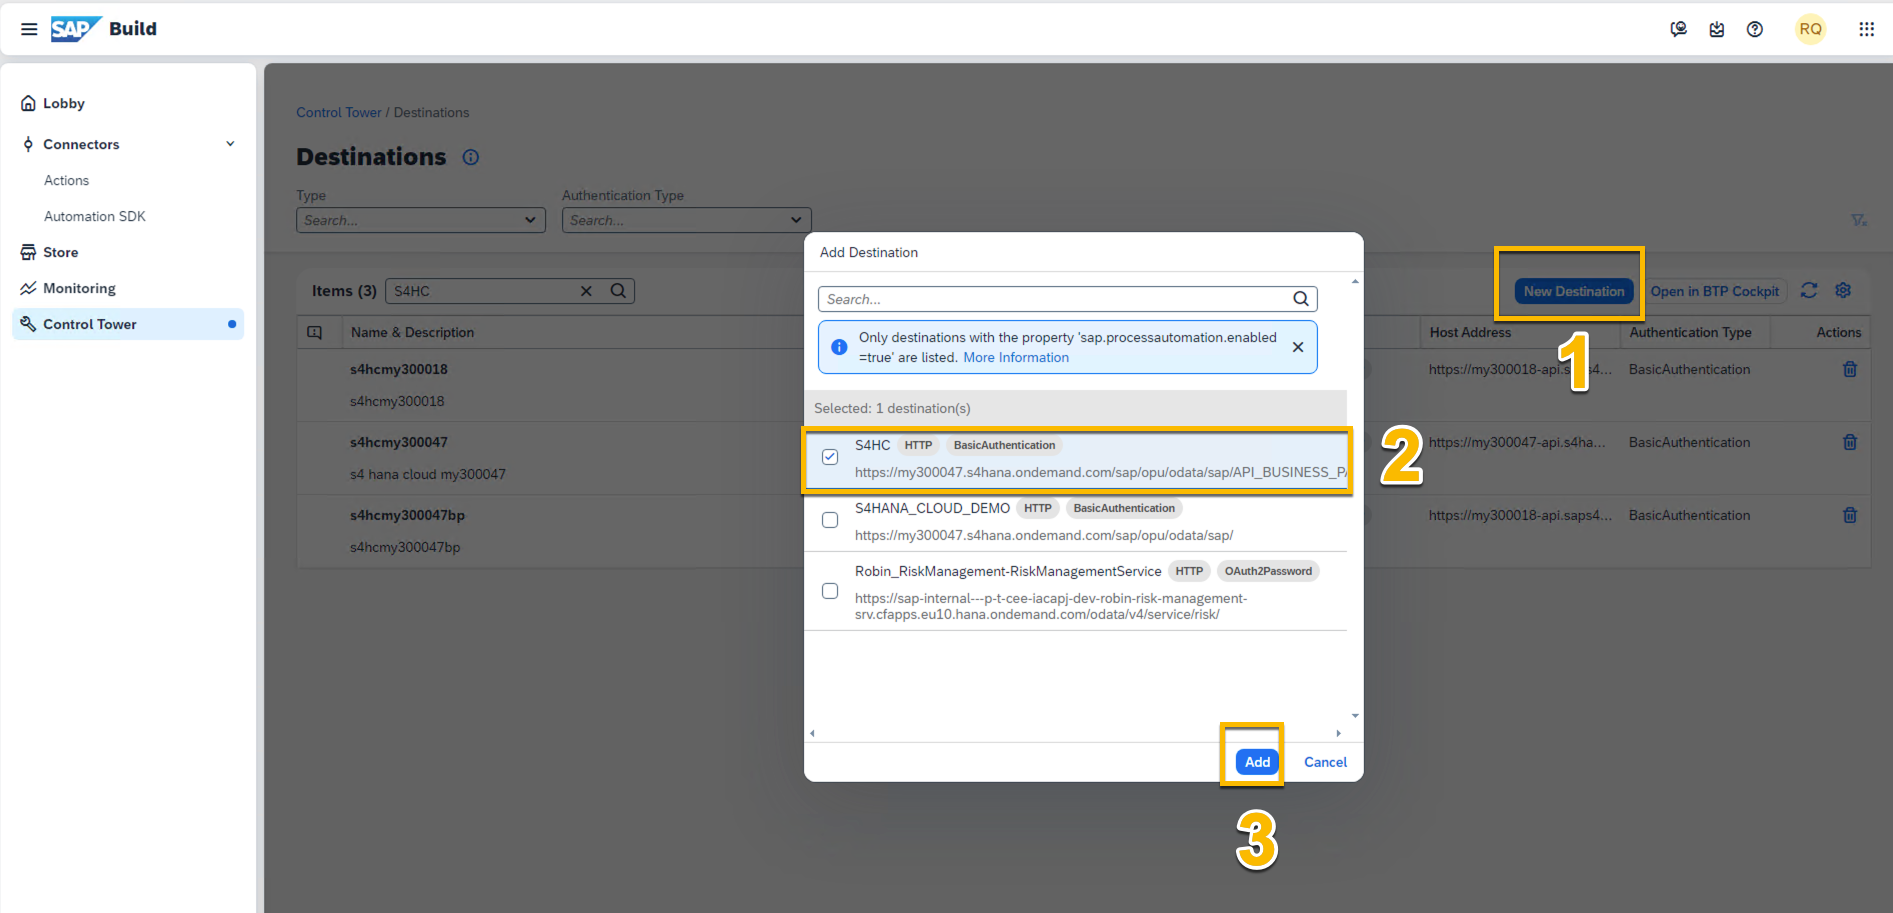 SAP Build
RQ
Lobby
Connectors
Actions
Automation SDK
Store
Monitoring
Control Tower
Control Tower / Destinations
Destinations
Type
Authentication Type
Search...
Search...
Items (3)
S4HC
New Destination
Open in BTP Cockpit
Name & Description
Host Address
Authentication Type
Actions
s4hcmy300018
s4hcmy300018
https://my300018-api.saps4...
BasicAuthentication
s4hcmy300047
s4 hana cloud my300047
https://my300047-api.s4ha...
BasicAuthentication
s4hcmy300047bp
s4hcmy300047bp
https://my300018-api.saps4...
BasicAuthentication
Add Destination
Search...
Only destinations with the property 'sap.processautomation.enabled
=true' are listed. More Information
Selected: 1 destination(s)
S4HC HTTP BasicAuthentication
https://my300047.s4hana.ondemand.com/sap/opu/odata/sap/API_BUSINESS_PA
S4HANA_CLOUD_DEMO HTTP BasicAuthentication
https://my300047.s4hana.ondemand.com/sap/opu/odata/sap/
Robin_RiskManagement-RiskManagementService HTTP OAuth2Password
https://sap-internal---p-t-cee-iacapj-dev-robin-risk-management-
srv.cfapps.eu10.hana.ondemand.com/odata/v4/service/risk/
Add
Cancel
1
2
3